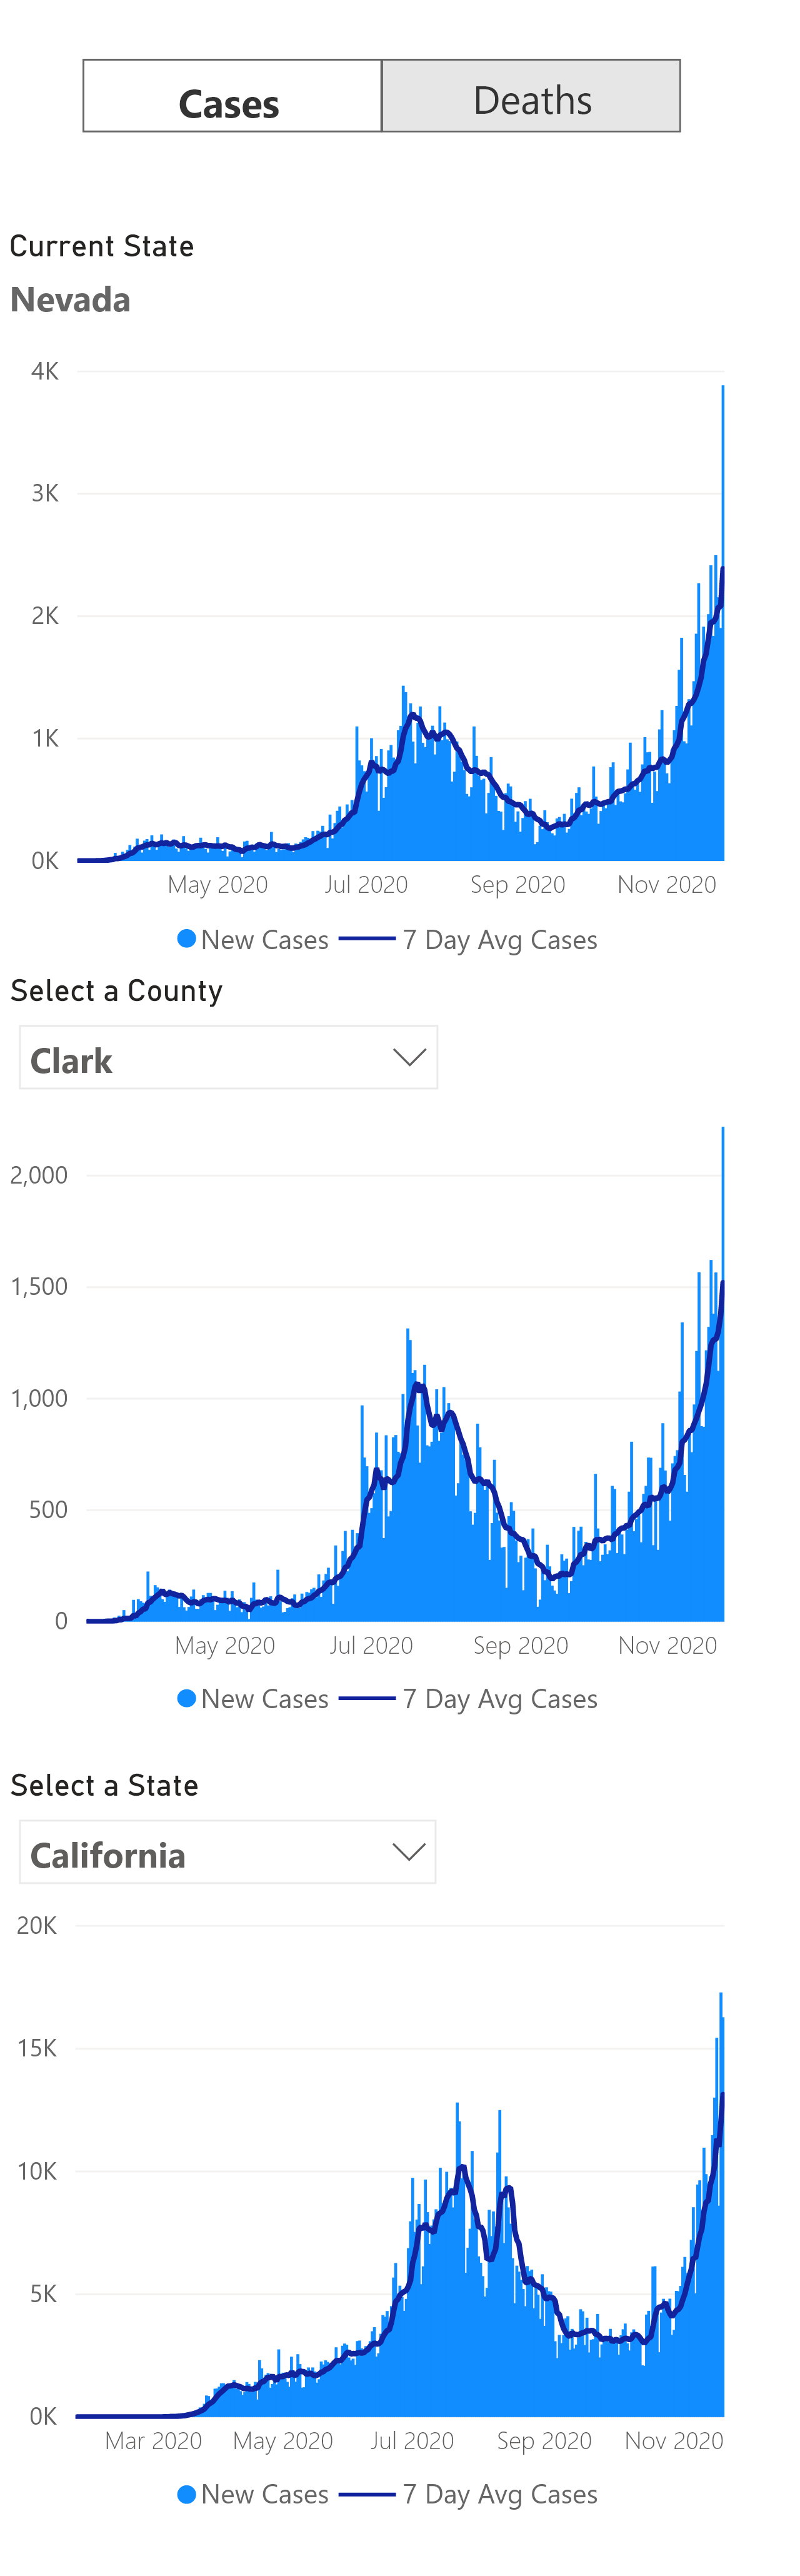 Cases Deaths
Current State
Nevada
4K
3K
2K
1K
0K
May 2020 Jul 2020 Sep 2020 Nov 2020
New Cases 7 Day Avg Cases
Select a County
Clark
2,000
1,500
1,000
500
0
May 2020 Jul 2020 Sep 2020 Nov 2020
New Cases 7 Day Avg Cases
Select a State
California
20K
15K
10K
5K
0K
Mar 2020 May 2020 Jul 2020 Sep 2020 Nov 2020
New Cases 7 Day Avg Cases